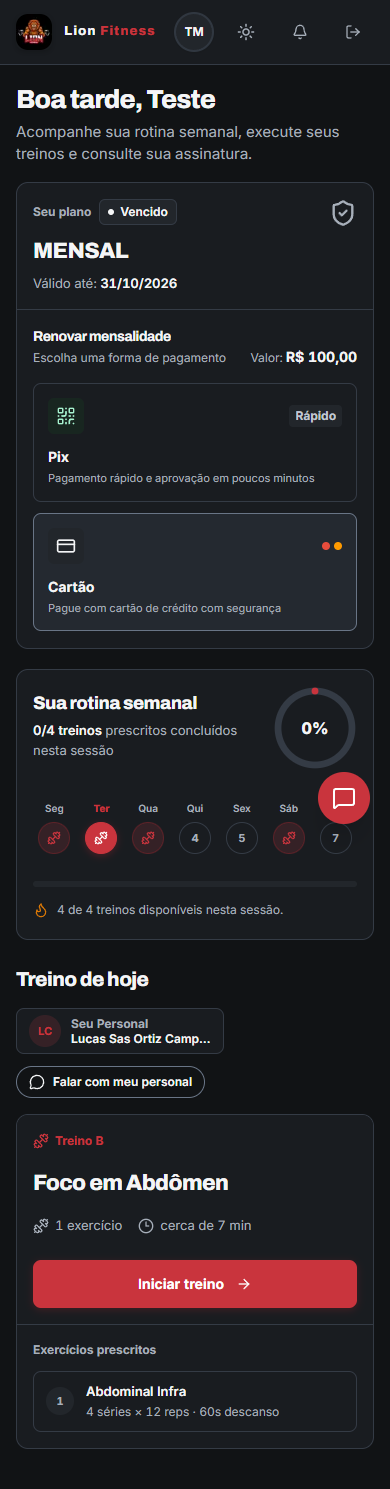 Lion Fitness
TM
Boa tarde, Teste
Acompanhe sua rotina semanal, execute seus
treinos e consulte sua assinatura.
Seu plano
Vencido
MENSAL
Válido até: 31/10/2026
Renovar mensalidade
Escolha uma forma de pagamento
Valor: R$ 100,00
Rápido
Pix
Pagamento rápido e aprovação em poucos minutos
Cartão
Pague com cartão de crédito com segurança
Sua rotina semanal
0/4 treinos prescritos concluídos
nesta sessão
0%
Seg Ter Qua Qui Sex Sáb
4 5 7
4 de 4 treinos disponíveis nesta sessão.
Treino de hoje
LC
Seu Personal
Lucas Sas Ortiz Camp...
Falar com meu personal
Treino B
Foco em Abdômen
1 exercício
cerca de 7 min
Iniciar treino
Exercícios prescritos
1
Abdominal Infra
4 séries × 12 reps · 60s descanso